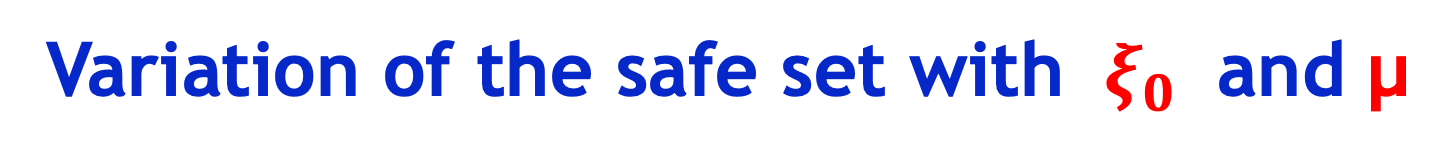 Variation of the safe set with ξ₀ and μ